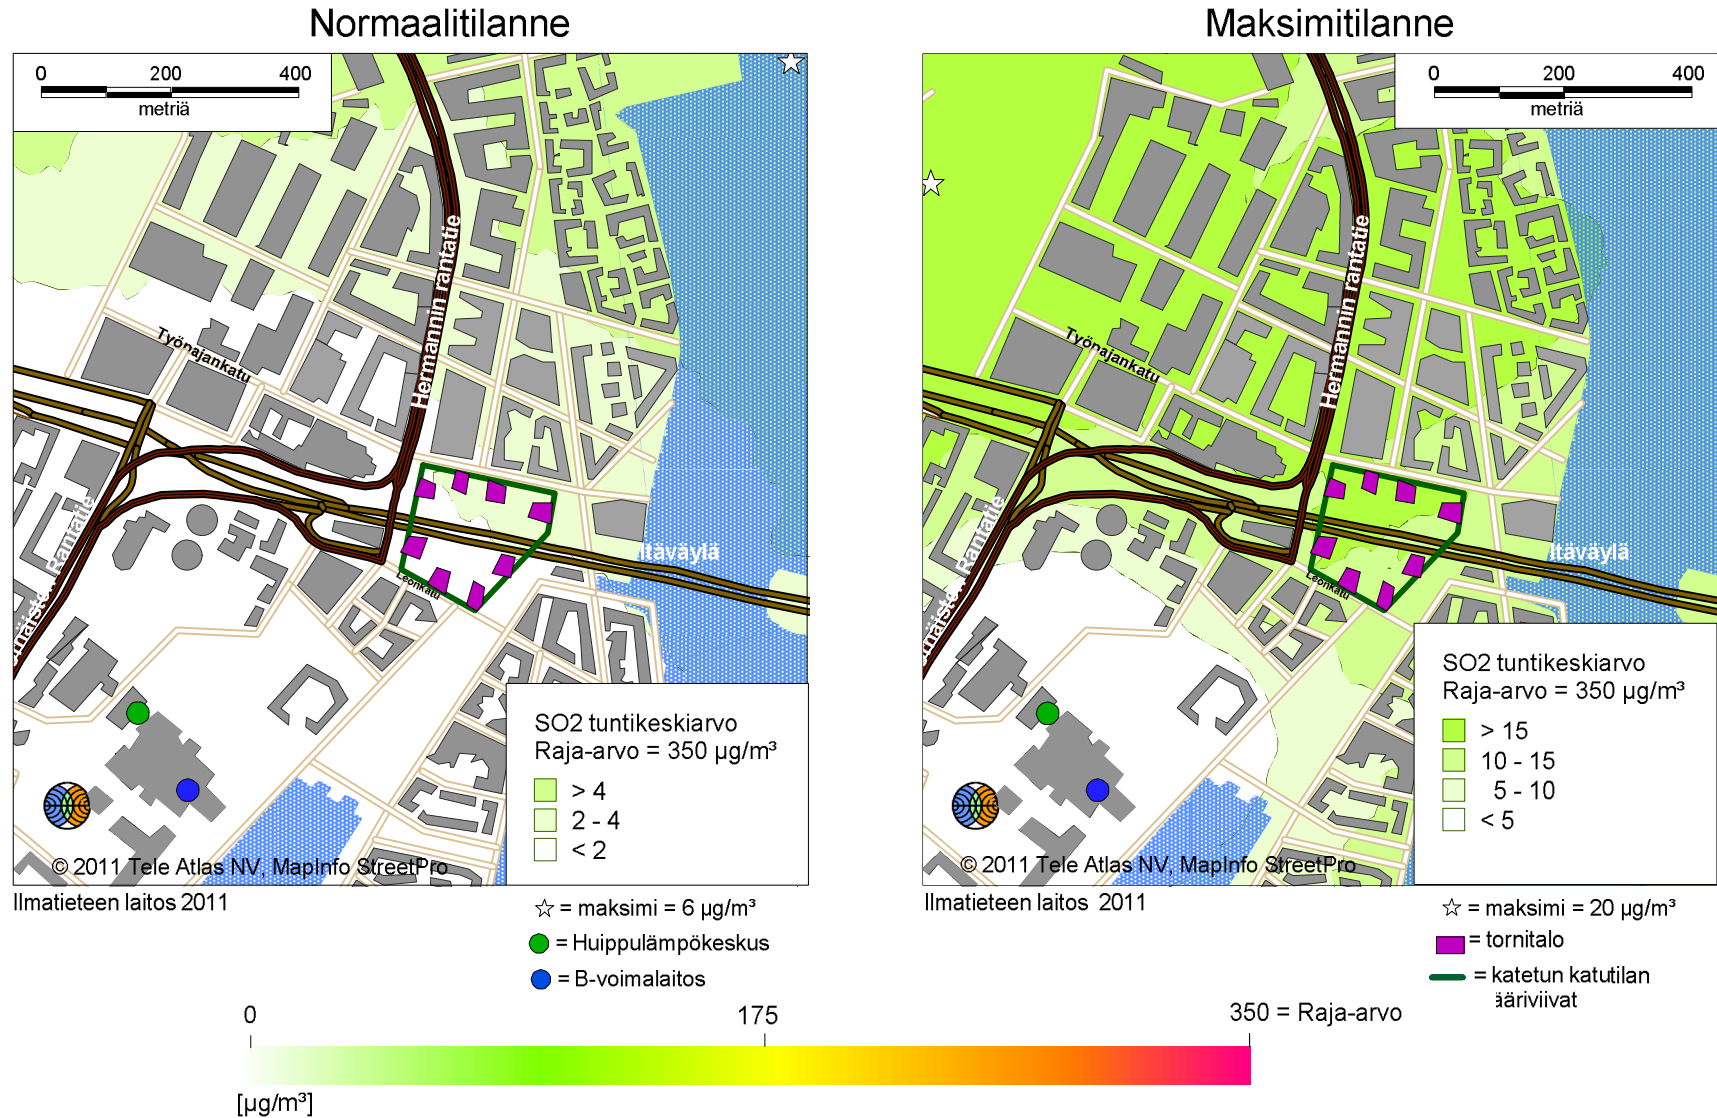 Normaalitilanne
0 200 400
metriä
Hermannin rantatie
Työpajankatu
Itäväylä
Leonkatu
SO2 tuntikeskiarvo
Raja-arvo = 350 µg/m³
> 4
2 - 4
< 2
© 2011 Tele Atlas NV, MapInfo StreetPro
Ilmatieteen laitos 2011
= maksimi = 6 µg/m³
= Huippulämpökeskus
= B-voimalaitos
Maksimitilanne
0 200 400
metriä
Hermannin rantatie
Työpajankatu
Itäväylä
Leonkatu
SO2 tuntikeskiarvo
Raja-arvo = 350 µg/m³
> 15
10 - 15
5 - 10
< 5
© 2011 Tele Atlas NV, MapInfo StreetPro
Ilmatieteen laitos 2011
= maksimi = 20 µg/m³
= tornitalo
= katetun katutilan
ääriviivat
0 175 350 = Raja-arvo
[µg/m³]